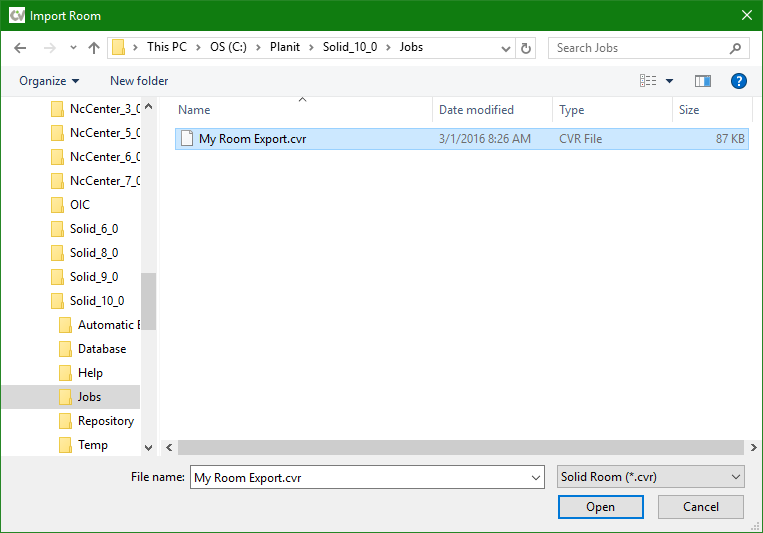 CV Import Room
This PC > OS (C:) > Planit > Solid_10_0 > Jobs
Search Jobs
Organize
New folder
?
NcCenter_3_0
NcCenter_5_0
NcCenter_6_0
NcCenter_7_0
OIC
Solid_6_0
Solid_8_0
Solid_9_0
Solid_10_0
Automatic E
Database
Help
Jobs
Repository
Temp
Name Date modified Type Size
My Room Export.cvr 3/1/2016 8:26 AM CVR File 87 KB
File name: My Room Export.cvr Solid Room (*.cvr)
Open Cancel